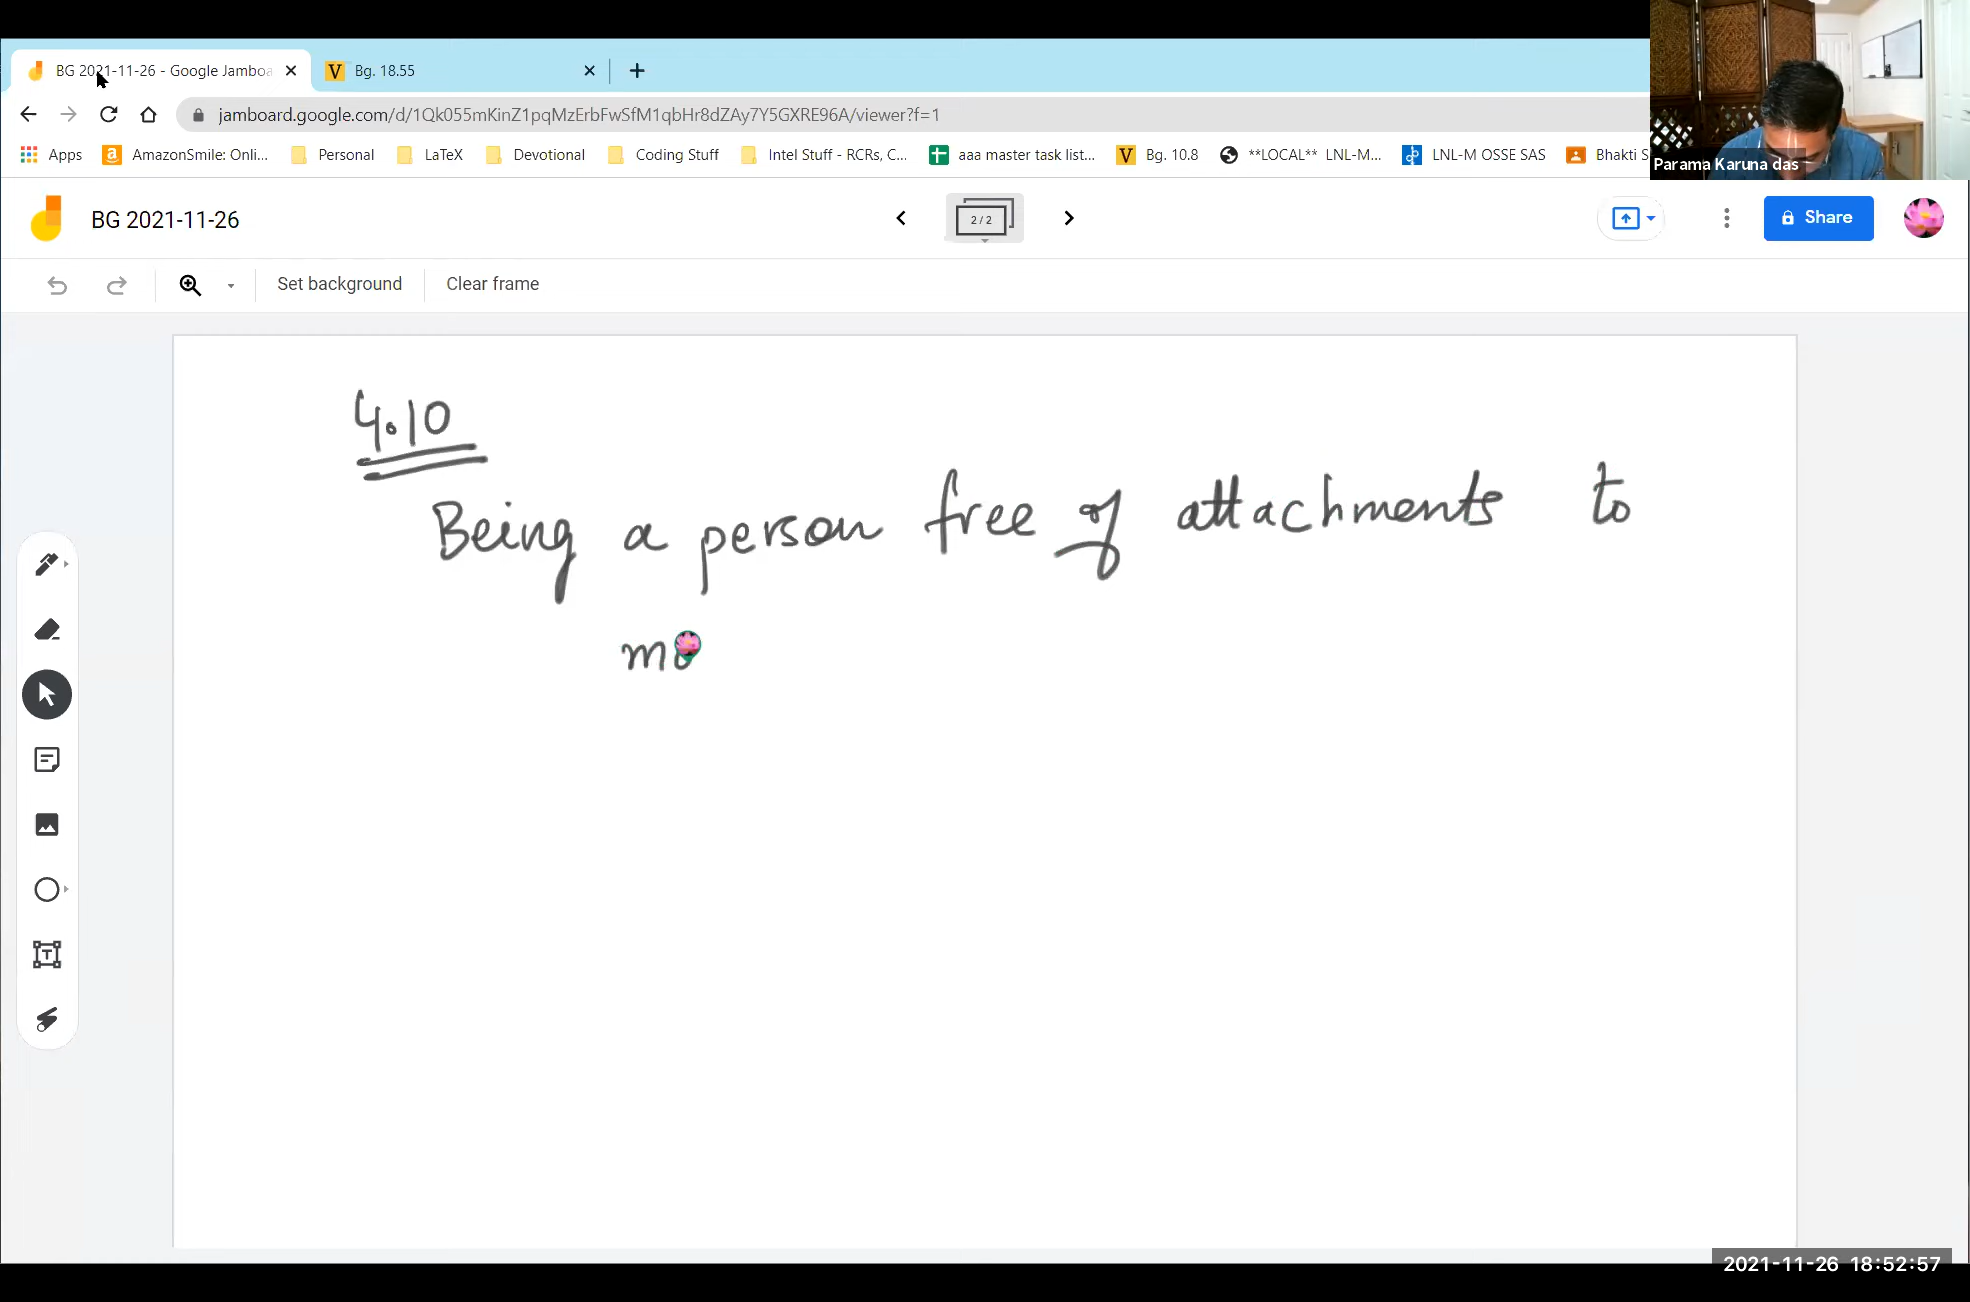 BG 2021-11-26 - Google Jamboa
Bg. 18.55
jamboard.google.com/d/1Qk055mKinZ1pqMzErbFwSfM1qbHr8dZAy7Y5GXRE96A/viewer?f=1
Apps AmazonSmile: Onli... Personal LaTeX Devotional Coding Stuff Intel Stuff - RCRs, C... aaa master task list... Bg. 10.8 **LOCAL** LNL-M... LNL-M OSSE SAS Bhakti S
Parama Karuna das
BG 2021-11-26
2 / 2
Share
Set background Clear frame
4.10
Being a person free of attachments to
mo
2021-11-26 18:52:57